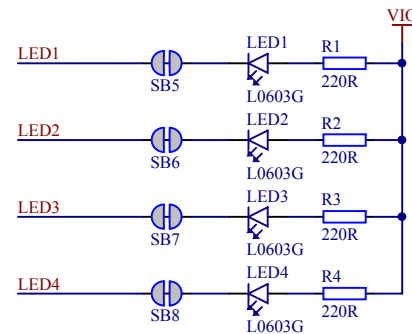 VIO
LED1 LED1 R1
SB5 L0603G 220R
LED2 LED2 R2
SB6 L0603G 220R
LED3 LED3 R3
SB7 L0603G 220R
LED4 LED4 R4
SB8 L0603G 220R